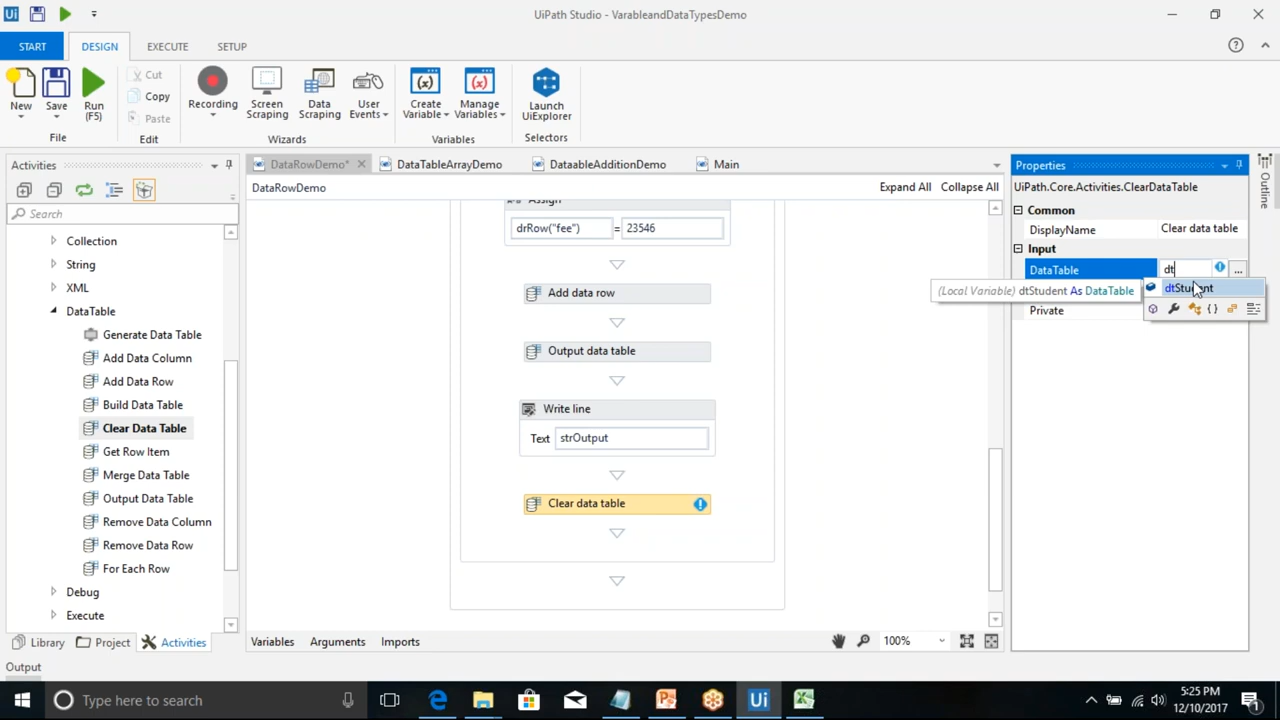 Ui
UiPath Studio - VarableandDataTypesDemo
START
DESIGN
EXECUTE
SETUP
New
Save
Run
(F5)
Cut
Copy
Paste
Recording
Screen
Scraping
Data
Scraping
User
Events
Create
Variable
Manage
Variables
Launch
UiExplorer
File
Edit
Wizards
Variables
Selectors
Activities
DataRowDemo*
DataTableArrayDemo
DataableAdditionDemo
Main
Properties
Outline
DataRowDemo
Expand All
Collapse All
UiPath.Core.Activities.ClearDataTable
Search
Common
DisplayName
Clear data table
Input
DataTable
dt
...
(Local Variable) dtStudent As DataTable
dtStudent
Private
Collection
String
XML
DataTable
Generate Data Table
Add Data Column
Add Data Row
Build Data Table
Clear Data Table
Get Row Item
Merge Data Table
Output Data Table
Remove Data Column
Remove Data Row
For Each Row
Debug
Execute
Assign
drRow("fee")
=
23546
Add data row
Output data table
Write line
Text
strOutput
Clear data table
Library
Project
Activities
Variables
Arguments
Imports
100%
Output
Type here to search
Ui
5:25 PM
12/10/2017
1